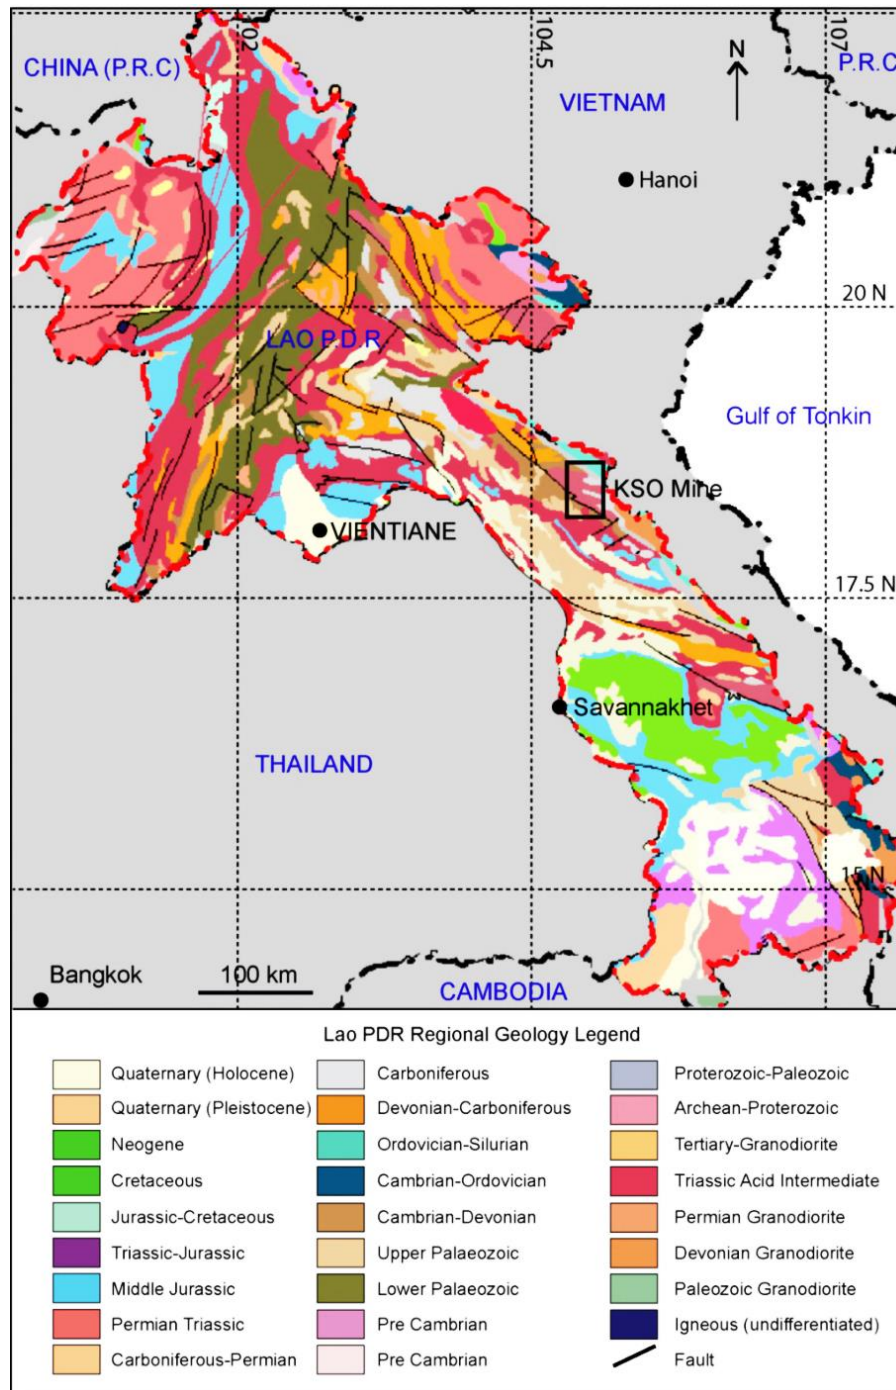 CHINA (P.R.C)
102
104.5
107
N
P.R.C
VIETNAM
Hanoi
20 N
LAO P.D.R
Gulf of Tonkin
KSO Mine
VIENTIANE
17.5 N
Savannakhet
THAILAND
15 N
Bangkok
100 km
CAMBODIA
Lao PDR Regional Geology Legend
Quaternary (Holocene)
Quaternary (Pleistocene)
Neogene
Cretaceous
Jurassic-Cretaceous
Triassic-Jurassic
Middle Jurassic
Permian Triassic
Carboniferous-Permian
Carboniferous
Devonian-Carboniferous
Ordovician-Silurian
Cambrian-Ordovician
Cambrian-Devonian
Upper Palaeozoic
Lower Palaeozoic
Pre Cambrian
Pre Cambrian
Proterozoic-Paleozoic
Archean-Proterozoic
Tertiary-Granodiorite
Triassic Acid Intermediate
Permian Granodiorite
Devonian Granodiorite
Paleozoic Granodiorite
Igneous (undifferentiated)
Fault